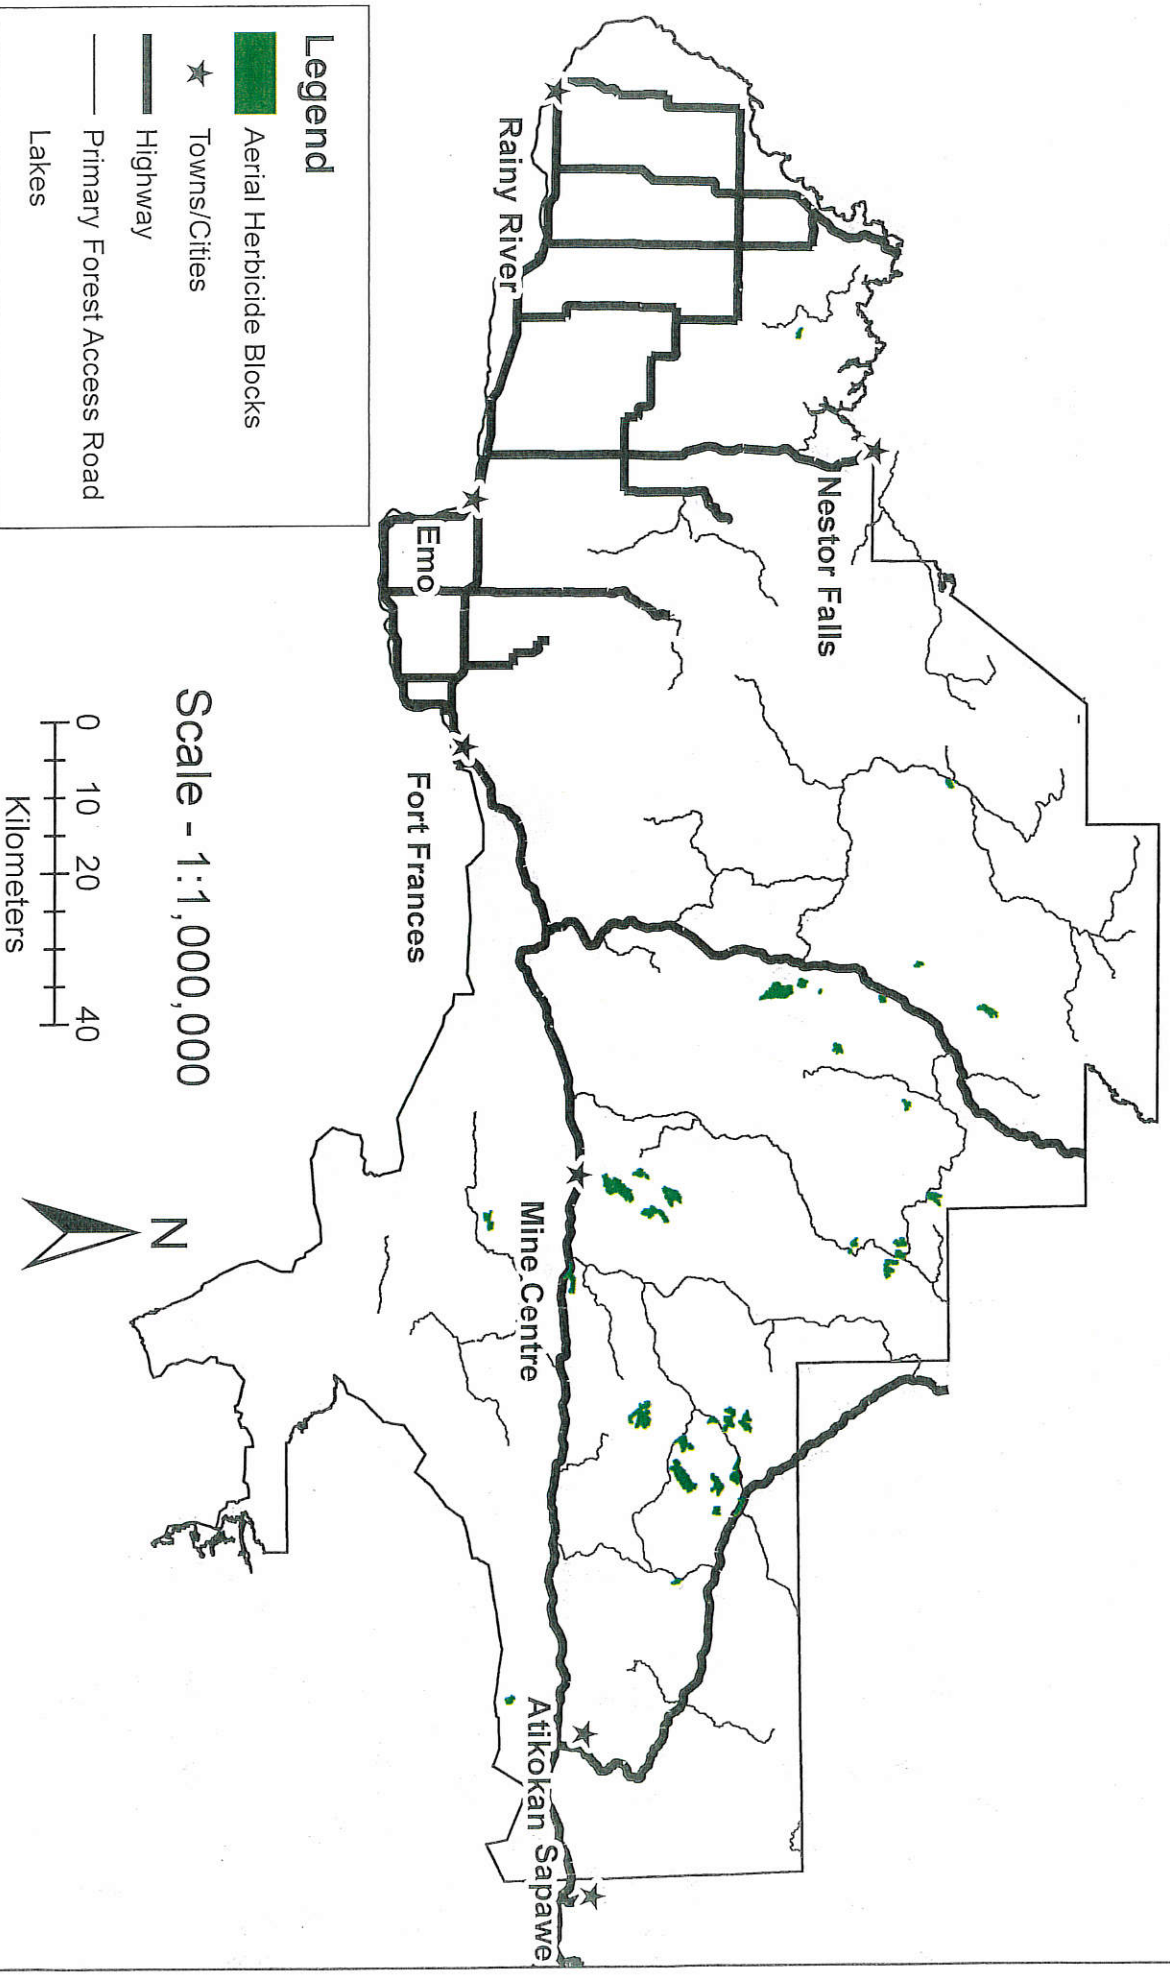 Nestor Falls
Rainy River
Emo
Fort Frances
Mine Centre
Atikokan
Sapawe
Legend
Aerial Herbicide Blocks
Towns/Cities
Highway
Primary Forest Access Road
Lakes
Scale - 1:1,000,000
0 10 20 40
Kilometers
N